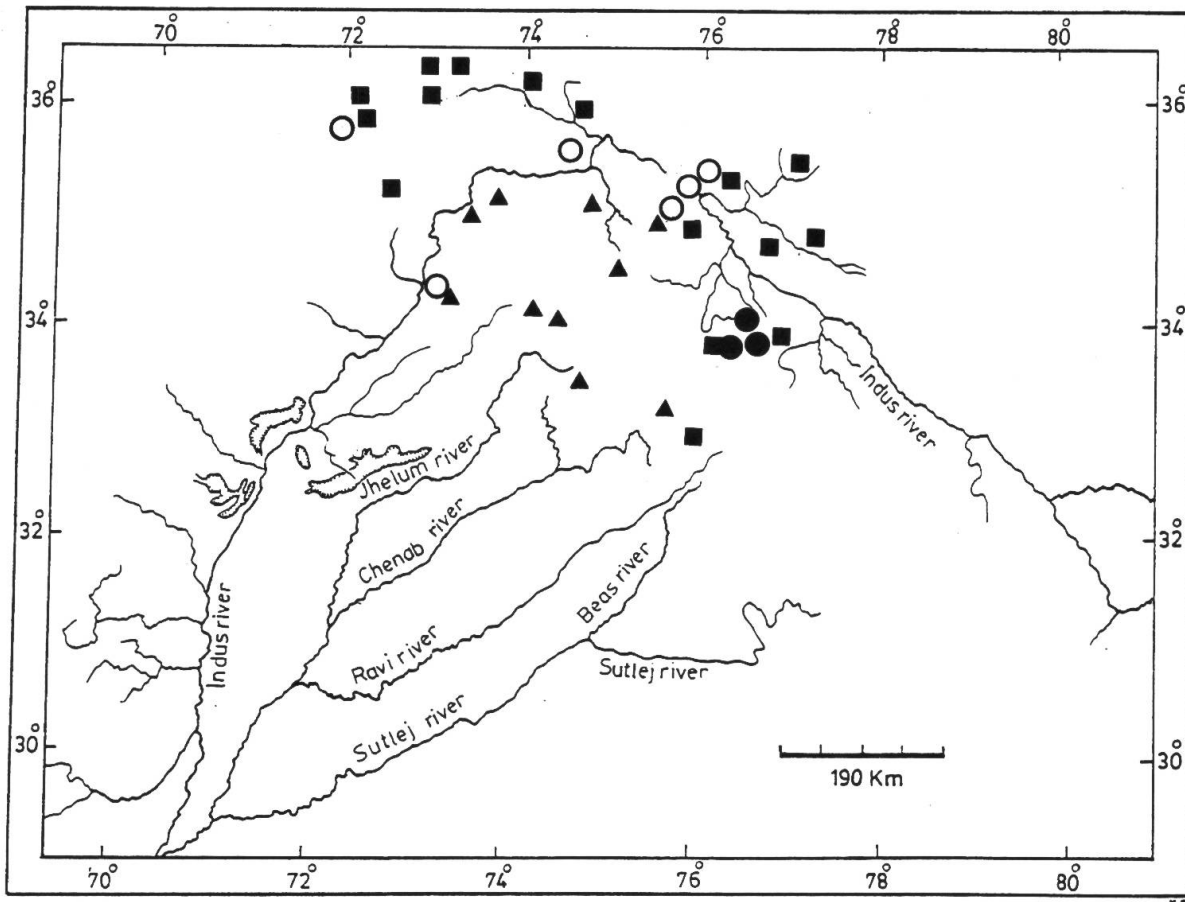 70° 72° 74° 76° 78° 80°
36° 36°
34° 34°
Indus river
Jhelum river
Chenab river
32° 32°
Beas river
Indus river
Ravi river
Sutlej river
Sutlej river
30° 30°
190 Km
70° 72° 74° 76° 78° 80°